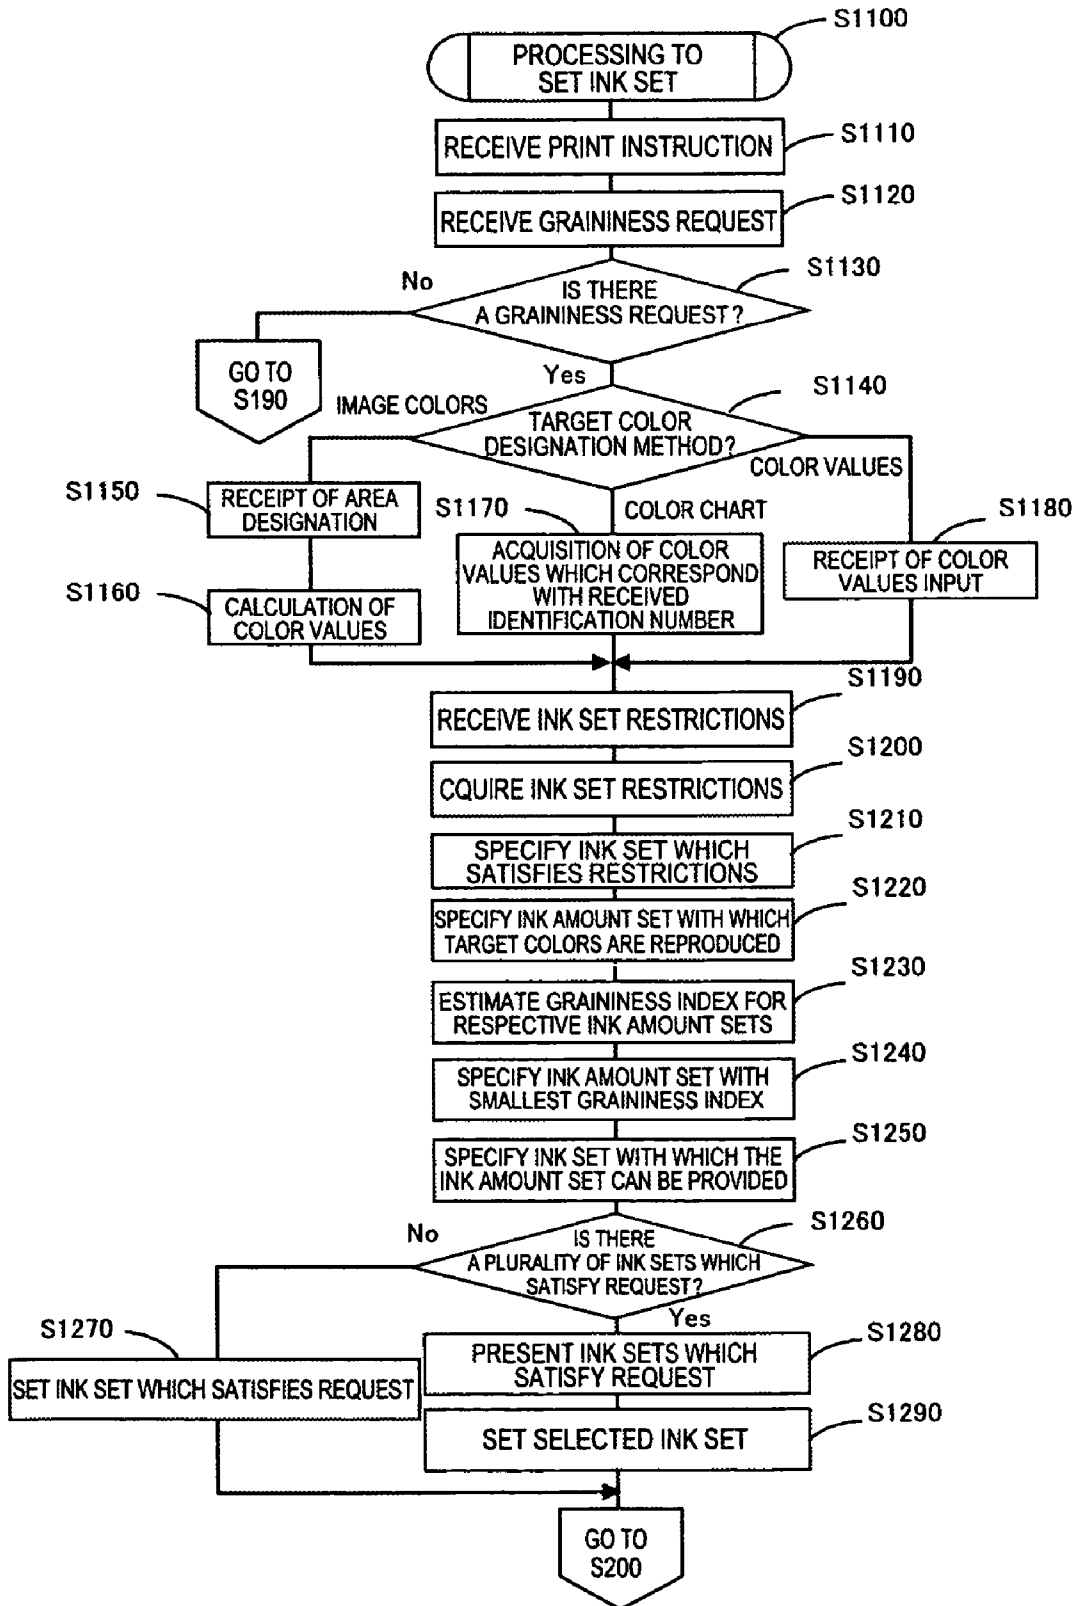 S1100
PROCESSING TO
SET INK SET
S1110
RECEIVE PRINT INSTRUCTION
S1120
RECEIVE GRAININESS REQUEST
S1130
No
IS THERE
A GRAININESS REQUEST?
GO TO
S190
Yes
S1140
IMAGE COLORS
TARGET COLOR
DESIGNATION METHOD?
COLOR VALUES
S1150
RECEIPT OF AREA
DESIGNATION
S1170
COLOR CHART
S1180
ACQUISITION OF COLOR
VALUES WHICH CORRESPOND
WITH RECEIVED
IDENTIFICATION NUMBER
RECEIPT OF COLOR
VALUES INPUT
S1160
CALCULATION OF
COLOR VALUES
S1190
RECEIVE INK SET RESTRICTIONS
S1200
CQUIRE INK SET RESTRICTIONS
S1210
SPECIFY INK SET WHICH
SATISFIES RESTRICTIONS
S1220
SPECIFY INK AMOUNT SET WITH WHICH
TARGET COLORS ARE REPRODUCED
S1230
ESTIMATE GRAININESS INDEX FOR
RESPECTIVE INK AMOUNT SETS
S1240
SPECIFY INK AMOUNT SET WITH
SMALLEST GRAININESS INDEX
S1250
SPECIFY INK SET WITH WHICH THE
INK AMOUNT SET CAN BE PROVIDED
S1260
No
IS THERE
A PLURALITY OF INK SETS WHICH
SATISFY REQUEST?
Yes
S1270
SET INK SET WHICH SATISFIES REQUEST
S1280
PRESENT INK SETS WHICH
SATISFY REQUEST
S1290
SET SELECTED INK SET
GO TO
S200